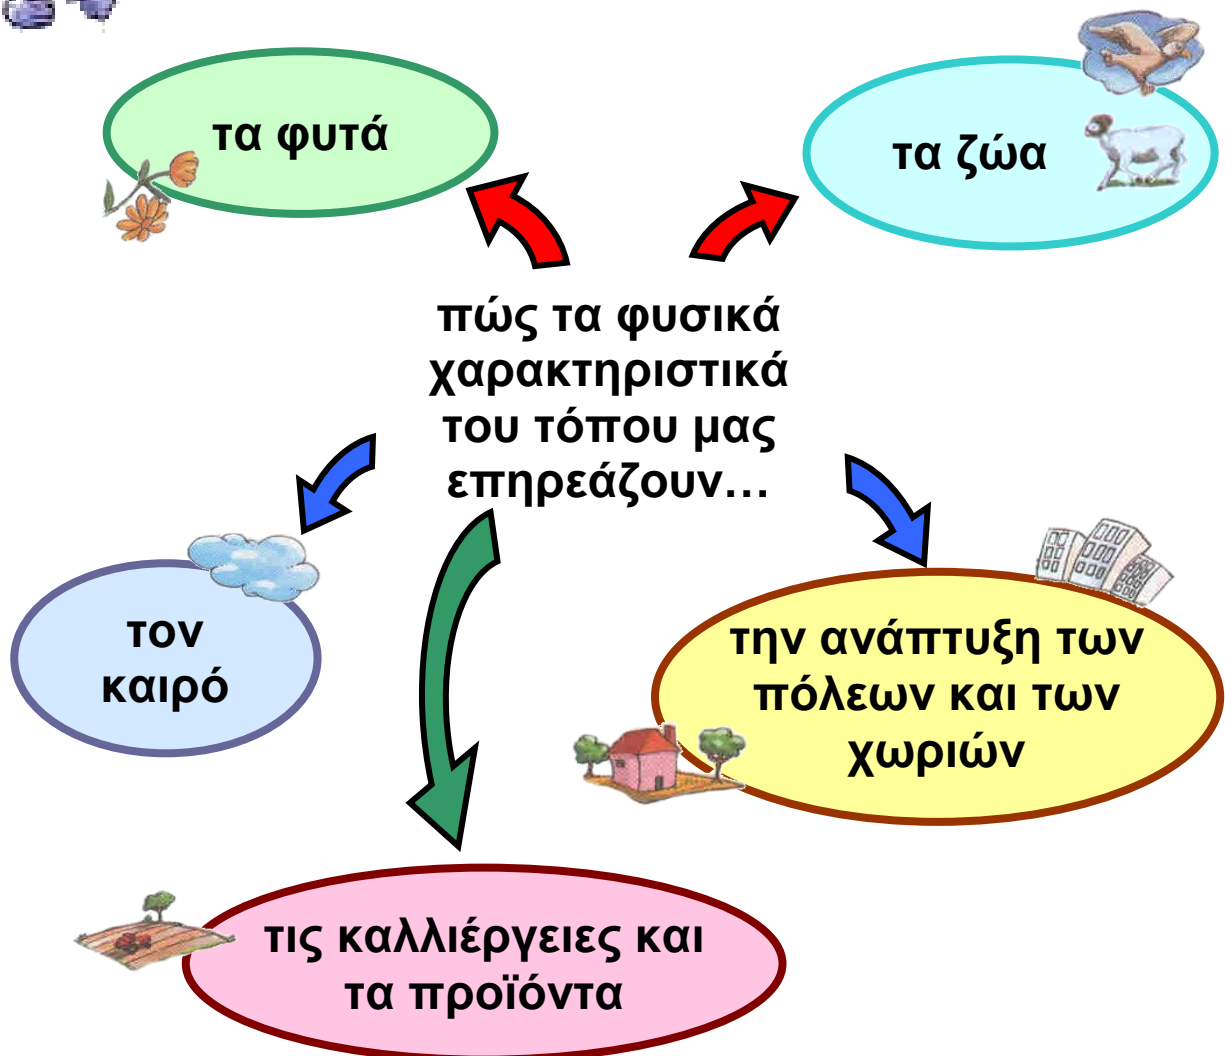 τα φυτά
τα ζώα
πώς τα φυσικά
χαρακτηριστικά
του τόπου μας
επηρεάζουν…
τον
καιρό
την ανάπτυξη των
πόλεων και των
χωριών
τις καλλιέργειες και
τα προϊόντα